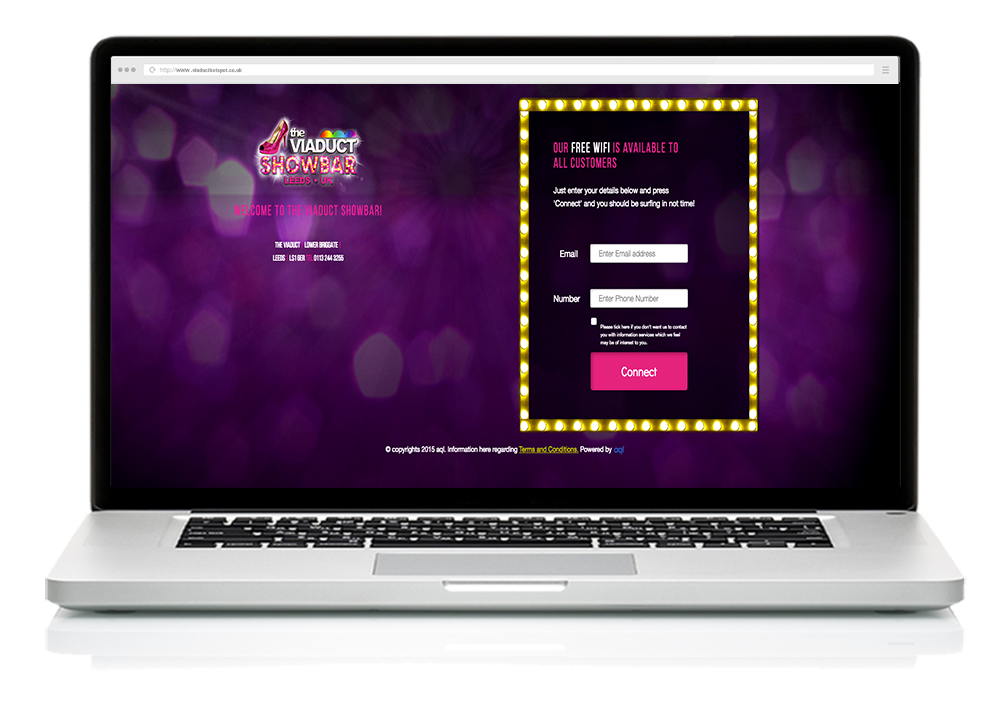 http://www.viaducthotspot.co.uk
the
VIADUCT
SHOWBAR
LEEDS
WELCOME TO THE VIADUCT SHOWBAR!
THE VIADUCT LOWER BRIGGATE
LEEDS LS1 6ER TEL 0113 244 3255
OUR FREE WIFI IS AVAILABLE TO
ALL CUSTOMERS
Just enter your details below and press
'Connect' and you should be surfing in not time!
Email Enter Email address
Number Enter Phone Number
Please tick here if you don't want us to contact
you with information services which we feel
may be of interest to you.
Connect
© copyrights 2015 aql. Information here regarding Terms and Conditions. Powered by aql